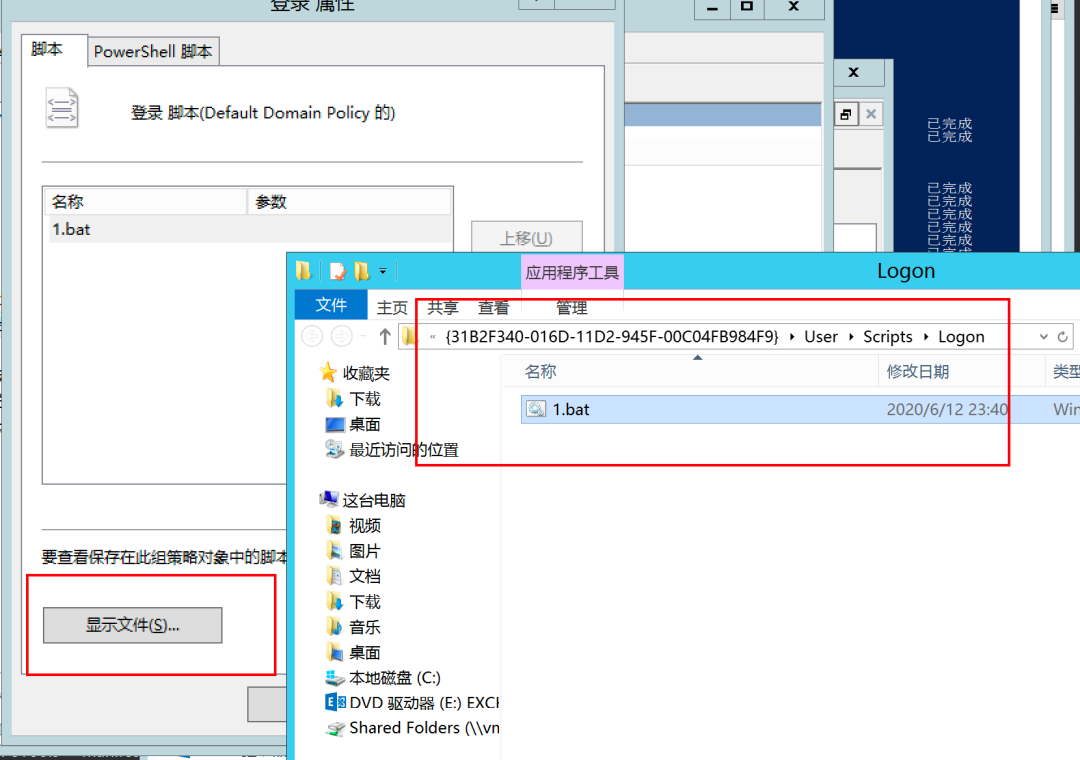 登录 属性
脚本
PowerShell 脚本
登录 脚本(Default Domain Policy 的)
名称
参数
1.bat
上移(U)
要查看保存在此组策略对象中的脚本
显示文件(S)...
已完成
已完成
已完成
已完成
已完成
已完成
已完成
应用程序工具
Logon
文件
主页
共享
查看
管理
« {31B2F340-016D-11D2-945F-00C04FB984F9} ▸ User ▸ Scripts ▸ Logon
名称
修改日期
类型
1.bat
2020/6/12 23:40
Win
收藏夹
下载
桌面
最近访问的位置
这台电脑
视频
图片
文档
下载
音乐
桌面
本地磁盘 (C:)
DVD 驱动器 (E:) EXCH
Shared Folders (\\vm